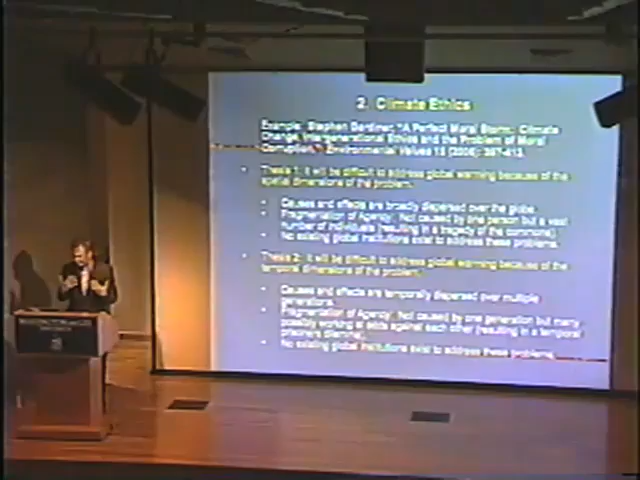 2. Climate Ethics
Example: Stephen Gardiner, "A Perfect Moral Storm: Climate
Change, Intergenerational Ethics and the Problem of Moral
Corruption," Environmental Values 15 (2006): 397-413.
• Thesis 1: It will be difficult to address global warming because of the
spatial dimensions of the problem.
• Causes and effects are broadly dispersed over the globe.
• Fragmentation of Agency: Not caused by one person but a vast
number of individuals (resulting in a tragedy of the commons).
• No existing global institutions exist to address these problems.
• Thesis 2: It will be difficult to address global warming because of the
temporal dimensions of the problem.
• Causes and effects are temporally dispersed over multiple
generations.
• Fragmentation of Agency: Not caused by one generation but many
possibly working at odds against each other (resulting in a temporal
prisoners dilemma).
• No existing global institutions exist to address these problems.